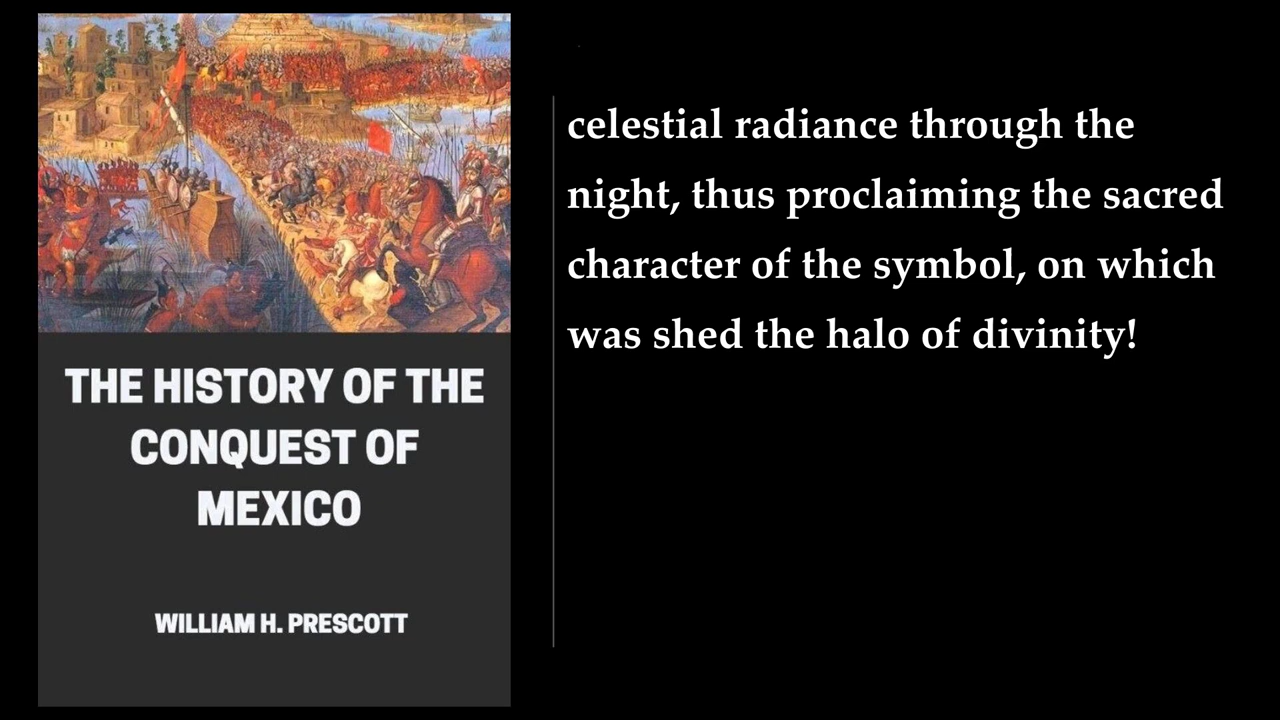 THE HISTORY OF THE
CONQUEST OF
MEXICO
WILLIAM H. PRESCOTT
celestial radiance through the
night, thus proclaiming the sacred
character of the symbol, on which
was shed the halo of divinity!